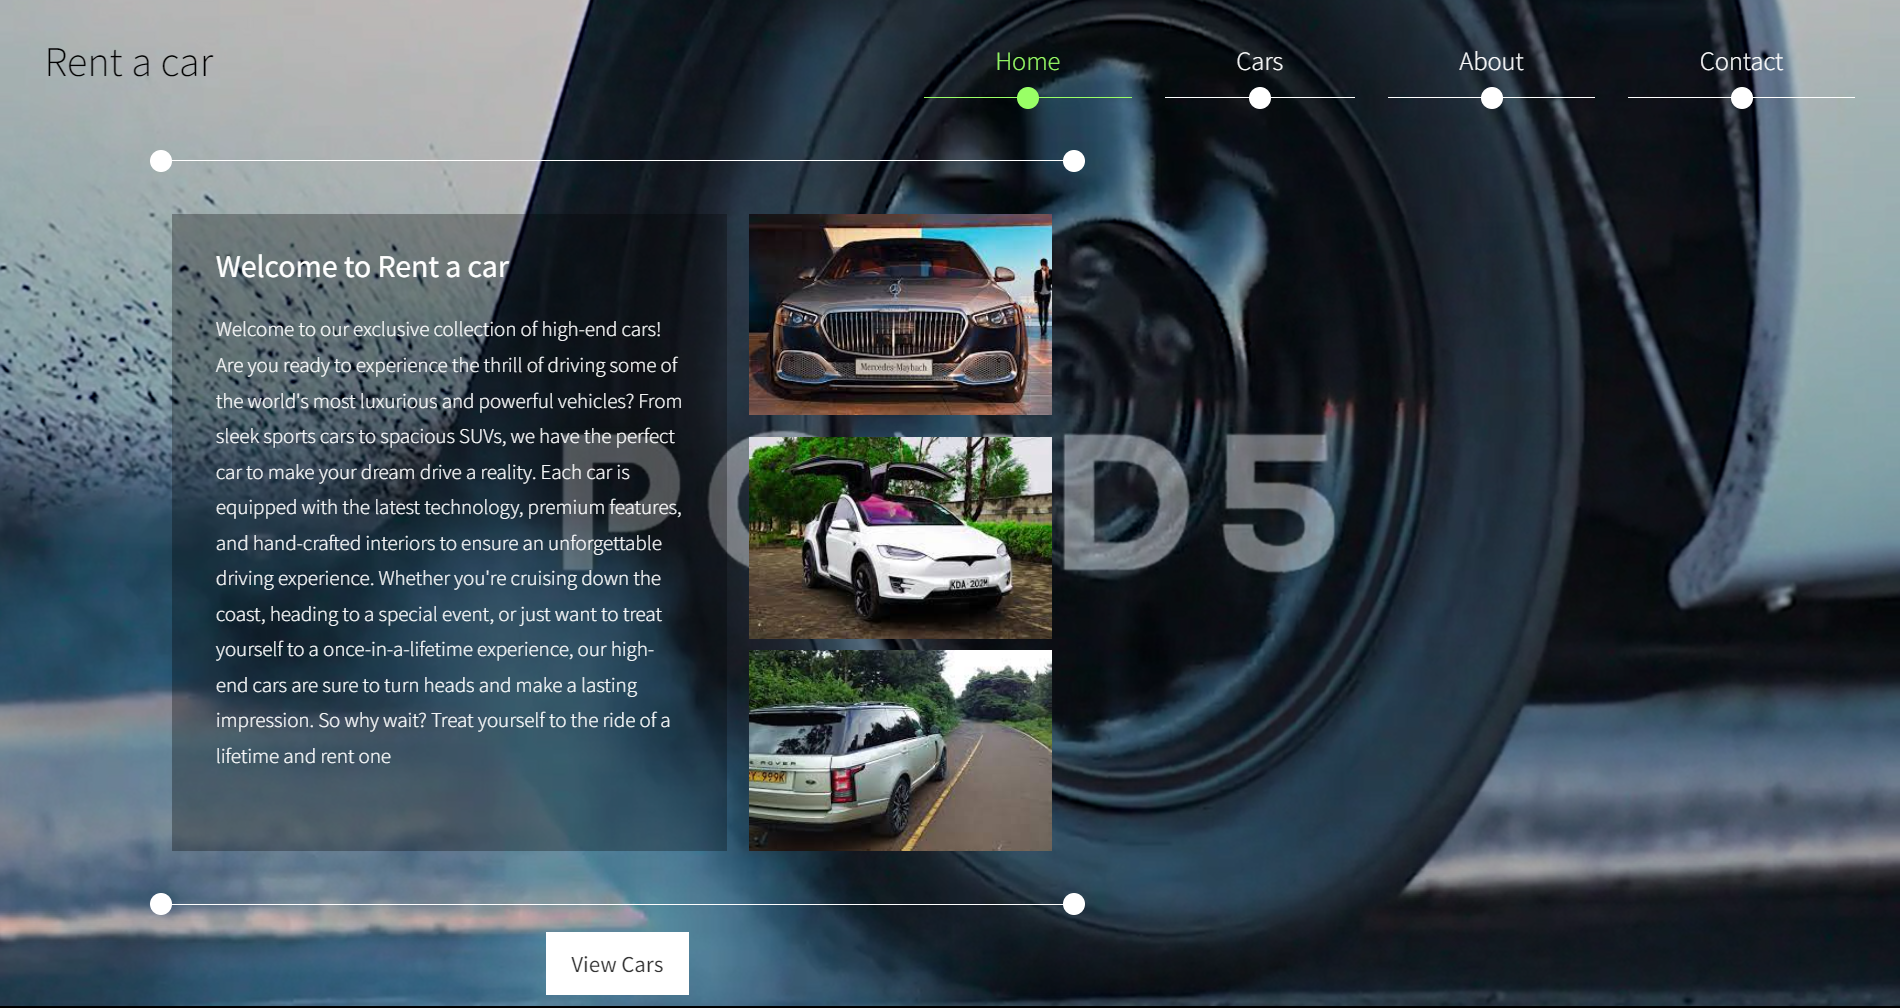 Rent a car
Home
Cars
About
Contact
Welcome to Rent a car
Welcome to our exclusive collection of high-end cars!
Are you ready to experience the thrill of driving some of
the world's most luxurious and powerful vehicles? From
sleek sports cars to spacious SUVs, we have the perfect
car to make your dream drive a reality. Each car is
equipped with the latest technology, premium features,
and hand-crafted interiors to ensure an unforgettable
driving experience. Whether you're cruising down the
coast, heading to a special event, or just want to treat
yourself to a once-in-a-lifetime experience, our high-
end cars are sure to turn heads and make a lasting
impression. So why wait? Treat yourself to the ride of a
lifetime and rent one
Mercedes-Maybach
KDA 202M
ROVER
Y 999K
P D5
View Cars